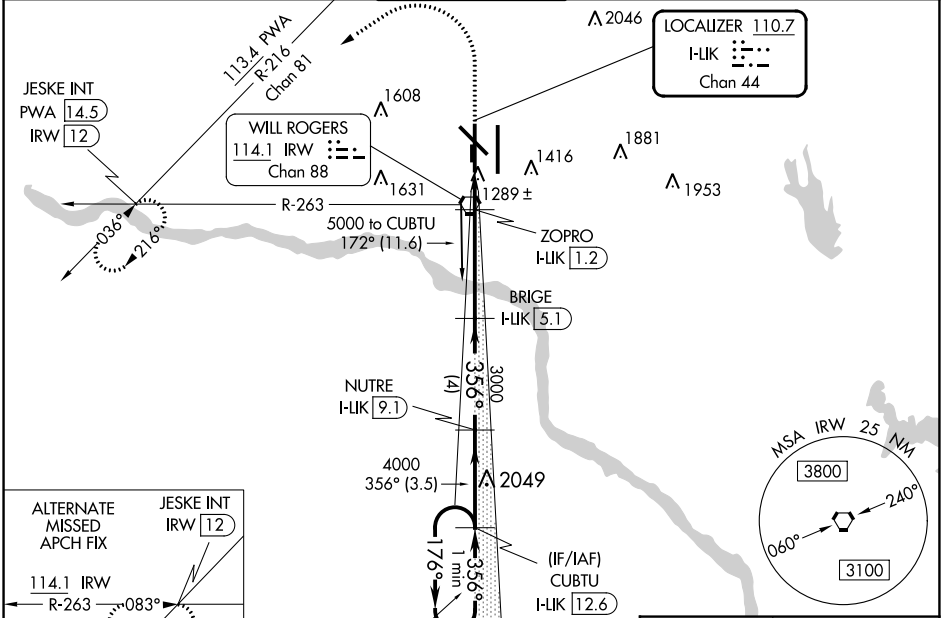 113.4 PWA
R-216
Chan 81
2046
LOCALIZER 110.7
I-LIK
Chan 44
JESKE INT
PWA 14.5
IRW 12
1608
WILL ROGERS
114.1 IRW
Chan 88
1631
1416
1881
1953
1289 ±
R-263
036°
216°
5000 to CUBTU
172° (11.6)
ZOPRO
I-LIK 1.2
BRIGE
I-LIK 5.1
356°
3000
(4)
NUTRE
I-LIK 9.1
4000
356° (3.5)
2049
MSA IRW 25 NM
3800
240°
060°
3100
176°
1 min
356°
(IF/IAF)
CUBTU
I-LIK 12.6
ALTERNATE
MISSED
APCH FIX
JESKE INT
IRW 12
114.1 IRW
R-263
083°